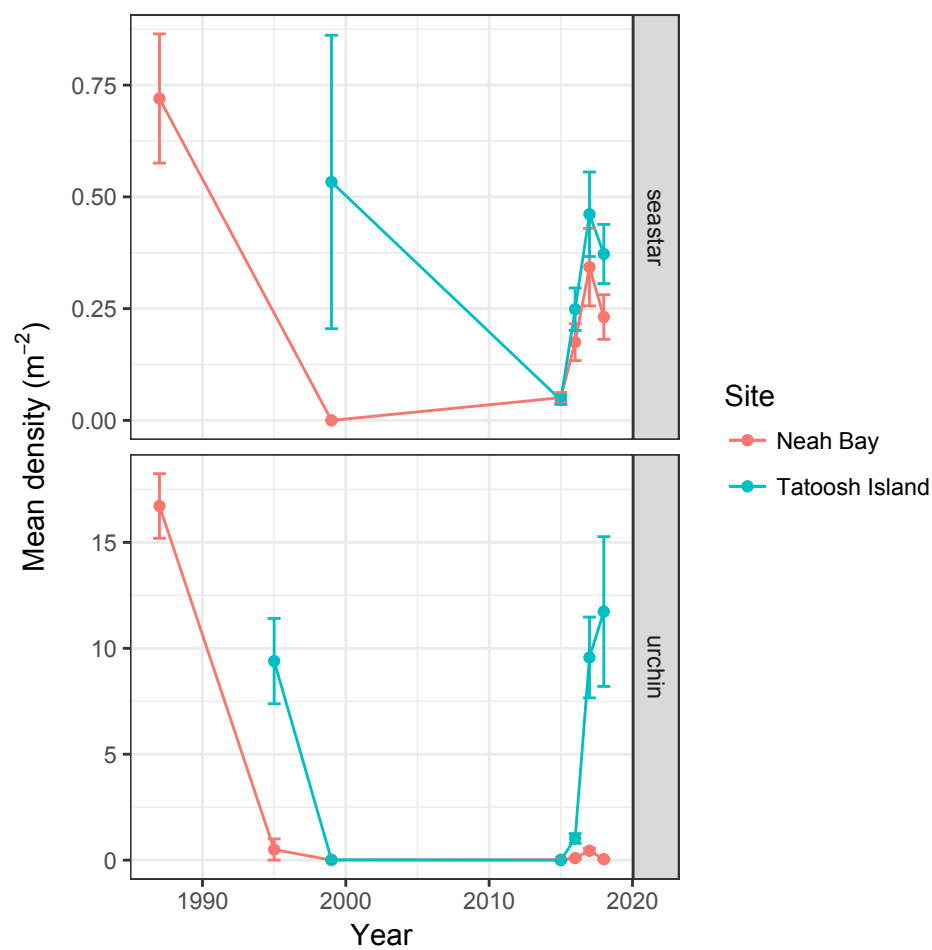 Mean density (m⁻²)
0.75
0.50
0.25
0.00
seastar
15
10
5
0
urchin
1990
2000
2010
2020
Year
Site
Neah Bay
Tatoosh Island